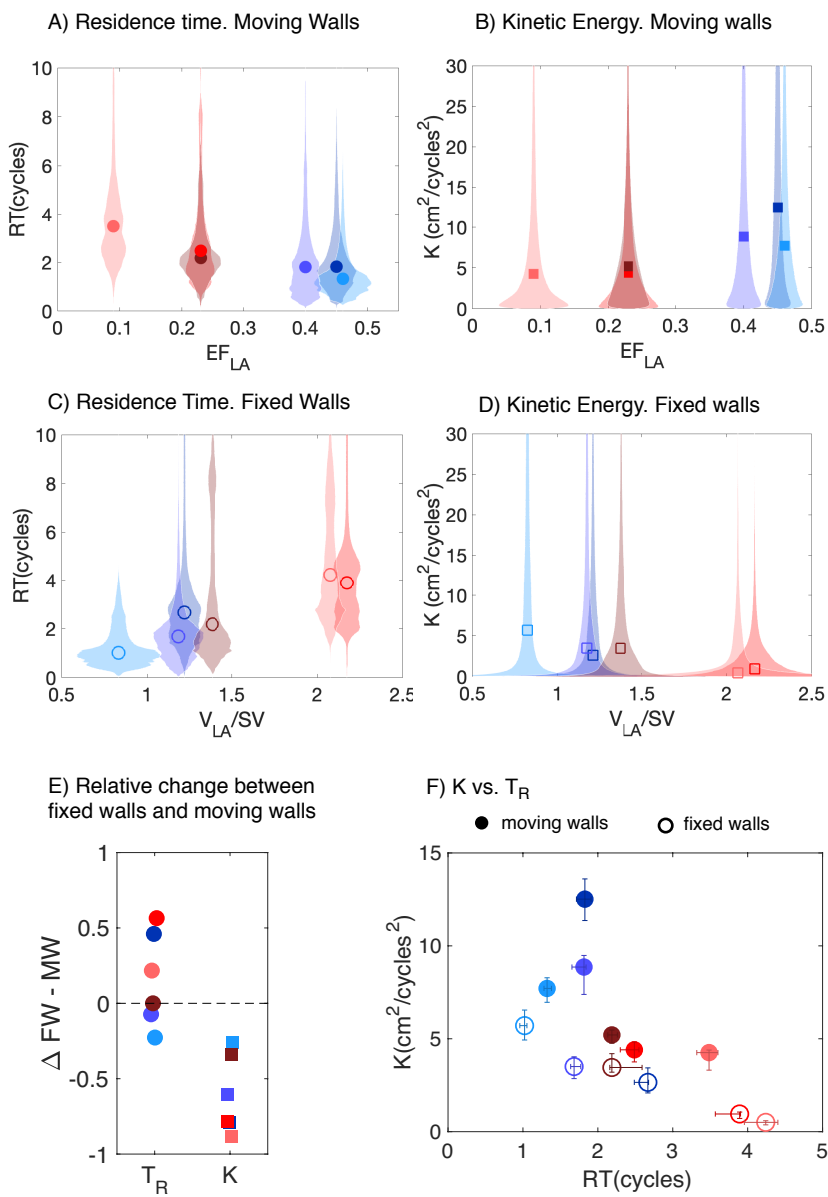 A) Residence time. Moving Walls
10
8
6
4
2
0
RT(cycles)
0 0.1 0.2 0.3 0.4 0.5
EF_LA
B) Kinetic Energy. Moving walls
30
25
20
15
10
5
0
K (cm²/cycles²)
0 0.1 0.2 0.3 0.4 0.5
EF_LA
C) Residence Time. Fixed Walls
10
8
6
4
2
0
RT(cycles)
0.5 1 1.5 2 2.5
V_LA/SV
D) Kinetic Energy. Fixed walls
30
25
20
15
10
5
0
K (cm²/cycles²)
0.5 1 1.5 2 2.5
V_LA/SV
E) Relative change between
fixed walls and moving walls
1
0.5
0
-0.5
-1
Δ FW - MW
T_R K
F) K vs. T_R
moving walls fixed walls
15
10
5
0
K(cm²/cycles²)
0 1 2 3 4 5
RT(cycles)